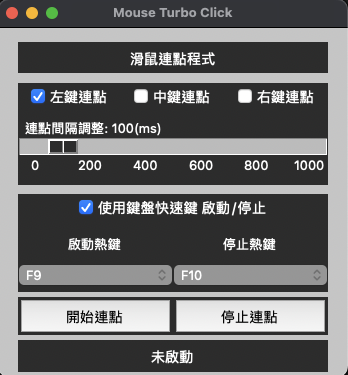 Mouse Turbo Click
滑鼠連點程式
左鍵連點 中鍵連點 右鍵連點
連點間隔調整: 100(ms)
0 200 400 600 800 1000
使用鍵盤快速鍵 啟動/停止
啟動熱鍵 停止熱鍵
F9 F10
開始連點 停止連點
未啟動